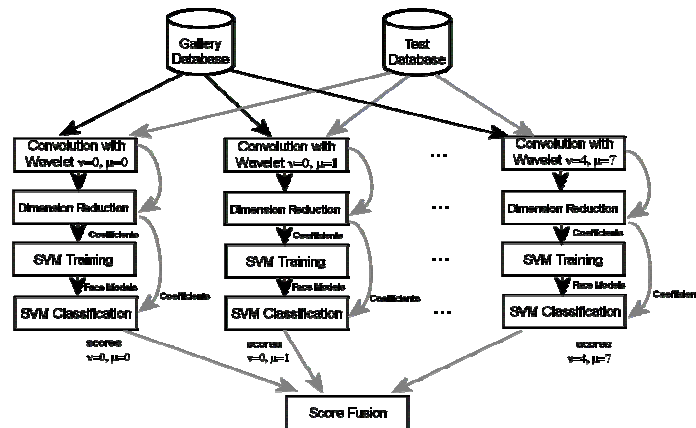 Gallery
Database
Test
Database
Convolution with
Wavelet ν=0, μ=0
Convolution with
Wavelet ν=0, μ=1
...
Convolution with
Wavelet ν=4, μ=7
Dimension Reduction
Dimension Reduction
...
Dimension Reduction
Coefficients
Coefficients
Coefficients
SVM Training
SVM Training
...
SVM Training
Face Models
Face Models
Face Models
Coefficients
Coefficients
Coefficien
SVM Classification
SVM Classification
...
SVM Classification
scores
ν=0, μ=0
scores
ν=0, μ=1
scores
ν=4, μ=7
Score Fusion